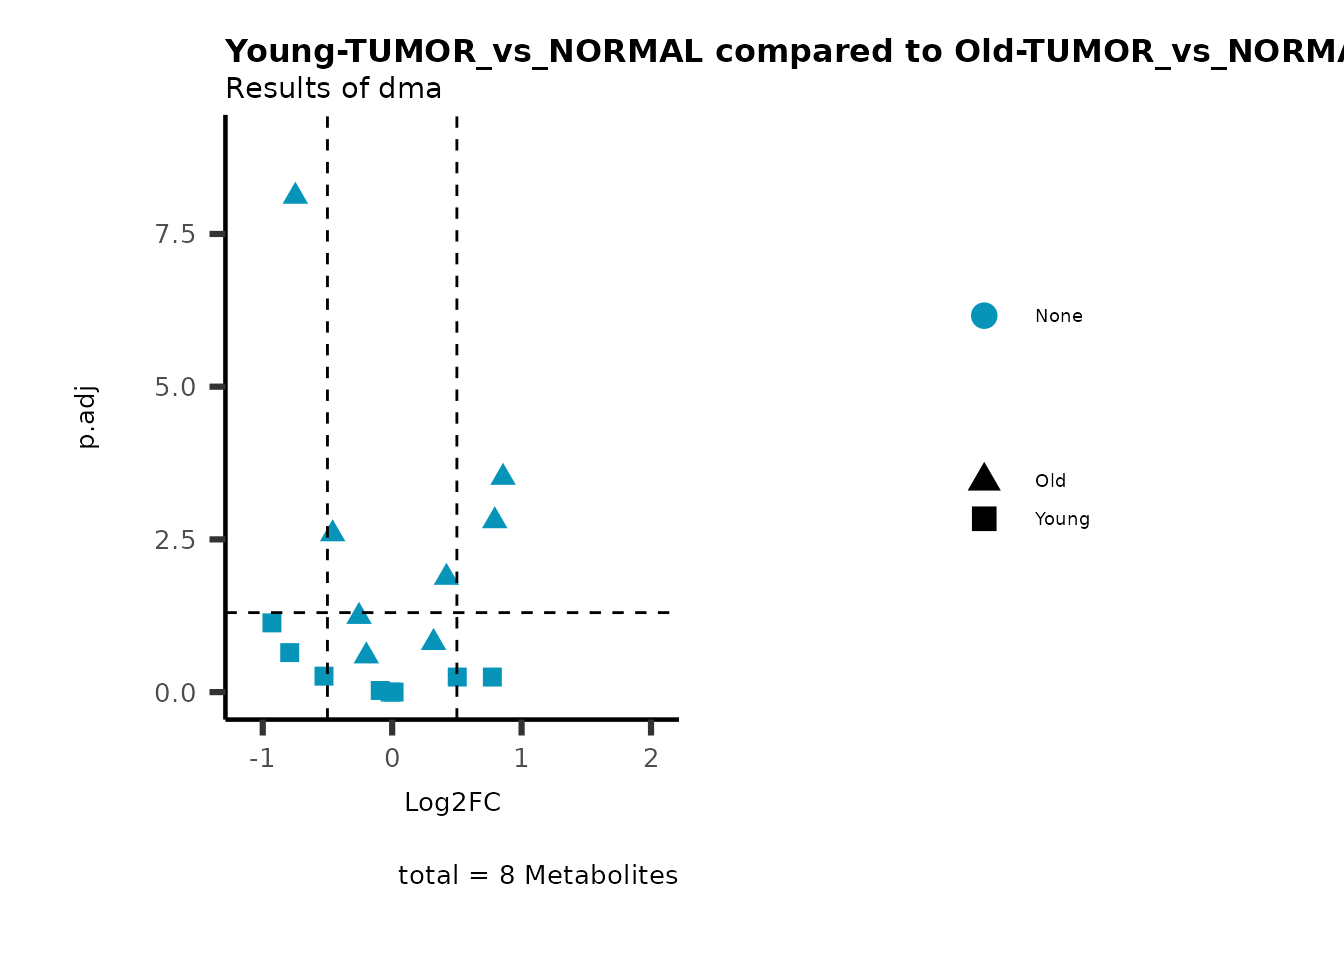 Young-TUMOR_vs_NORMAL compared to Old-TUMOR_vs_NORMA
Results of dma
7.5
5.0
2.5
0.0
p.adj
-1
0
1
2
Log2FC
total = 8 Metabolites
None
Old
Young